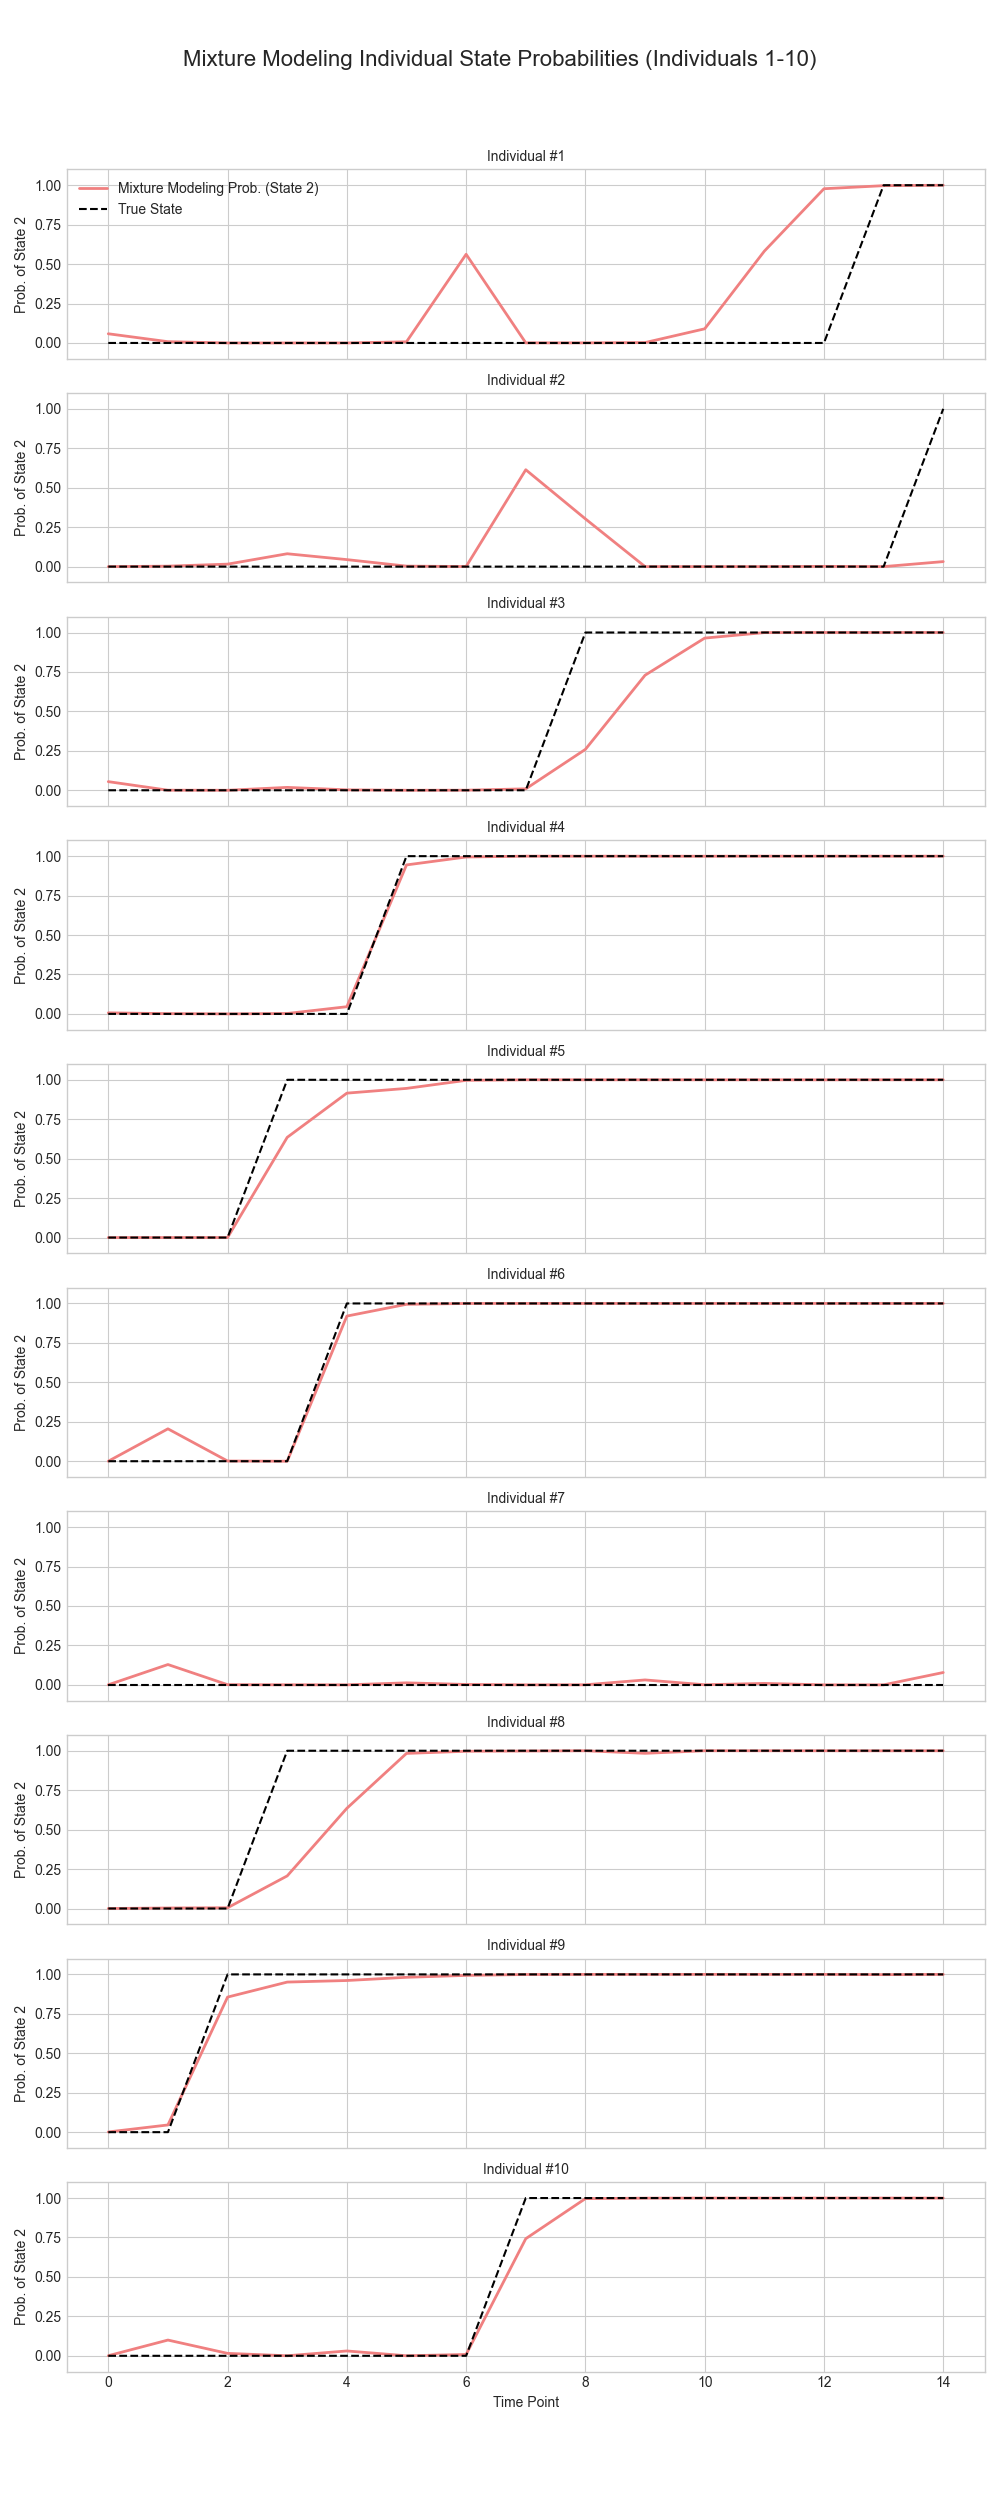 Mixture Modeling Individual State Probabilities (Individuals 1-10)
Individual #1
Mixture Modeling Prob. (State 2)
True State
Prob. of State 2
1.00
0.75
0.50
0.25
0.00
Individual #2
Prob. of State 2
1.00
0.75
0.50
0.25
0.00
Individual #3
Prob. of State 2
1.00
0.75
0.50
0.25
0.00
Individual #4
Prob. of State 2
1.00
0.75
0.50
0.25
0.00
Individual #5
Prob. of State 2
1.00
0.75
0.50
0.25
0.00
Individual #6
Prob. of State 2
1.00
0.75
0.50
0.25
0.00
Individual #7
Prob. of State 2
1.00
0.75
0.50
0.25
0.00
Individual #8
Prob. of State 2
1.00
0.75
0.50
0.25
0.00
Individual #9
Prob. of State 2
1.00
0.75
0.50
0.25
0.00
Individual #10
Prob. of State 2
1.00
0.75
0.50
0.25
0.00
0 2 4 6 8 10 12 14
Time Point